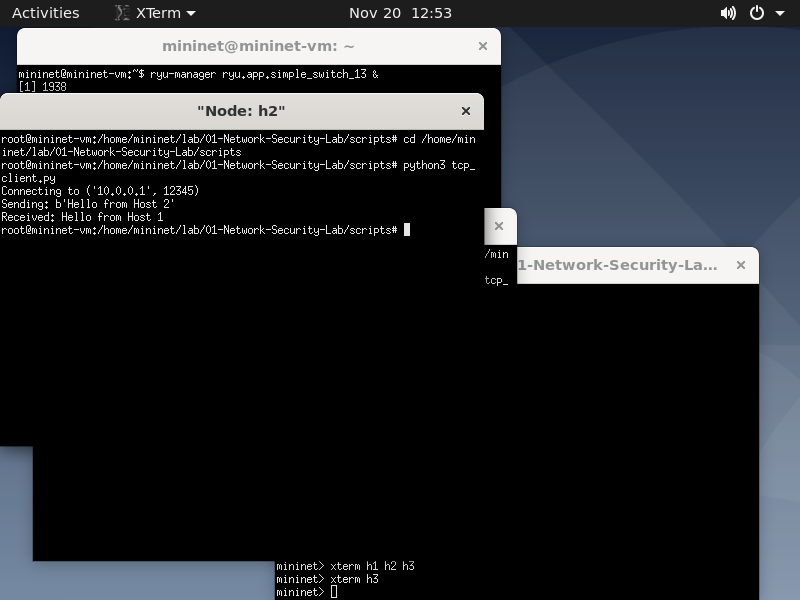 Activities XTerm Nov 20 12:53
mininet@mininet-vm: ~ ×
mininet@mininet-vm:~$ ryu-manager ryu.app.simple_switch_13 &
[1] 1938
"Node: h2" ×
root@mininet-vm:/home/mininet/lab/01-Network-Security-Lab/scripts# cd /home/min
inet/lab/01-Network-Security-Lab/scripts
root@mininet-vm:/home/mininet/lab/01-Network-Security-Lab/scripts# python3 tcp_
client.py
Connecting to ('10.0.0.1', 12345)
Sending: b'Hello from Host 2'
Received: Hello from Host 1
root@mininet-vm:/home/mininet/lab/01-Network-Security-Lab/scripts#
×
/min
tcp_
1-Network-Security-La... ×
mininet> xterm h1 h2 h3
mininet> xterm h3
mininet>